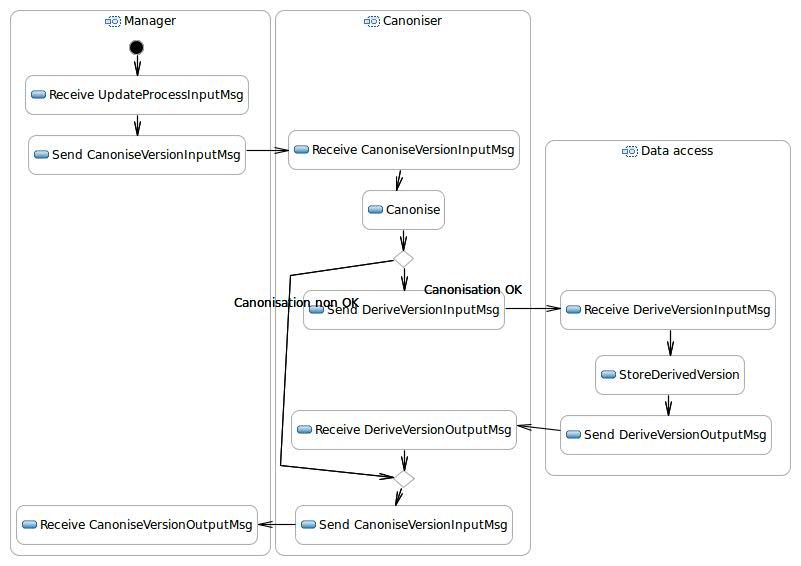 Manager
Canoniser
Receive UpdateProcessInputMsg
Send CanoniseVersionInputMsg
Receive CanoniseVersionInputMsg
Data access
Canonise
Canonisation OK
Canonisation non OK
Send DeriveVersionInputMsg
Receive DeriveVersionInputMsg
StoreDerivedVersion
Receive DeriveVersionOutputMsg
Send DeriveVersionOutputMsg
Receive CanoniseVersionOutputMsg
Send CanoniseVersionInputMsg